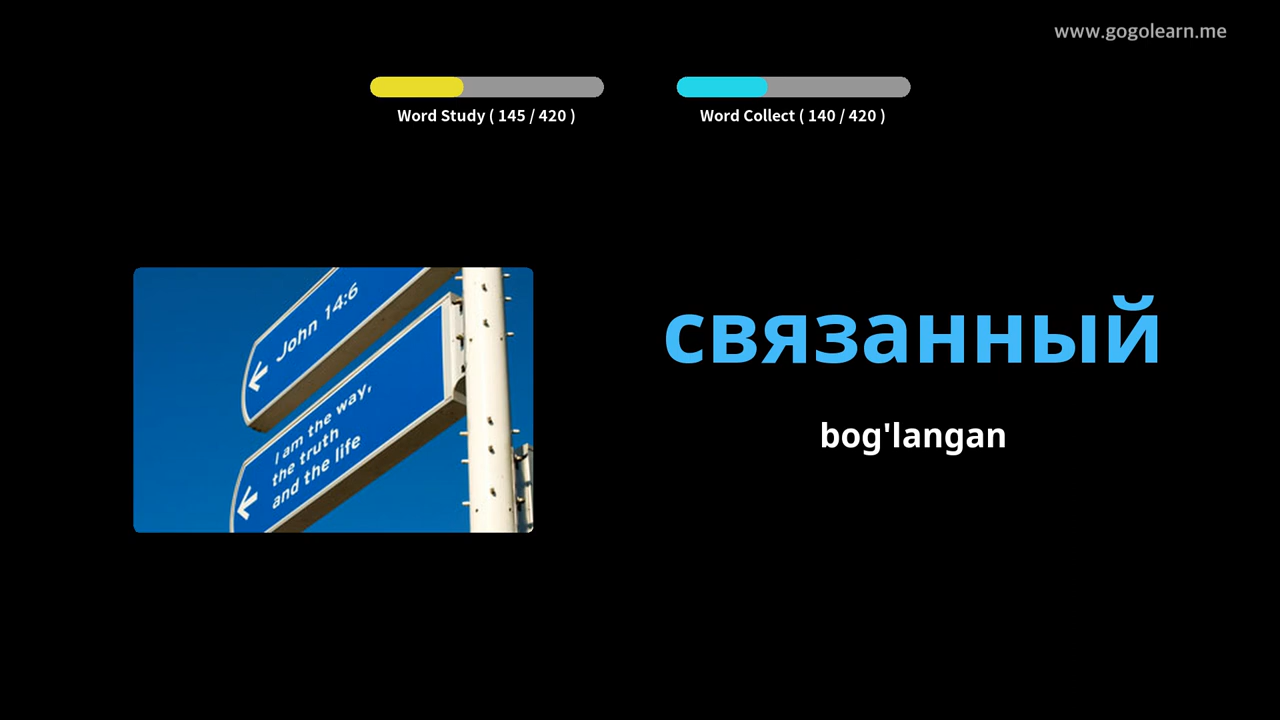 www.gogolearn.me
Word Study ( 145 / 420 )
Word Collect ( 140 / 420 )
John 14:6
I am the way,
the truth
and the life
связанный
bog'langan